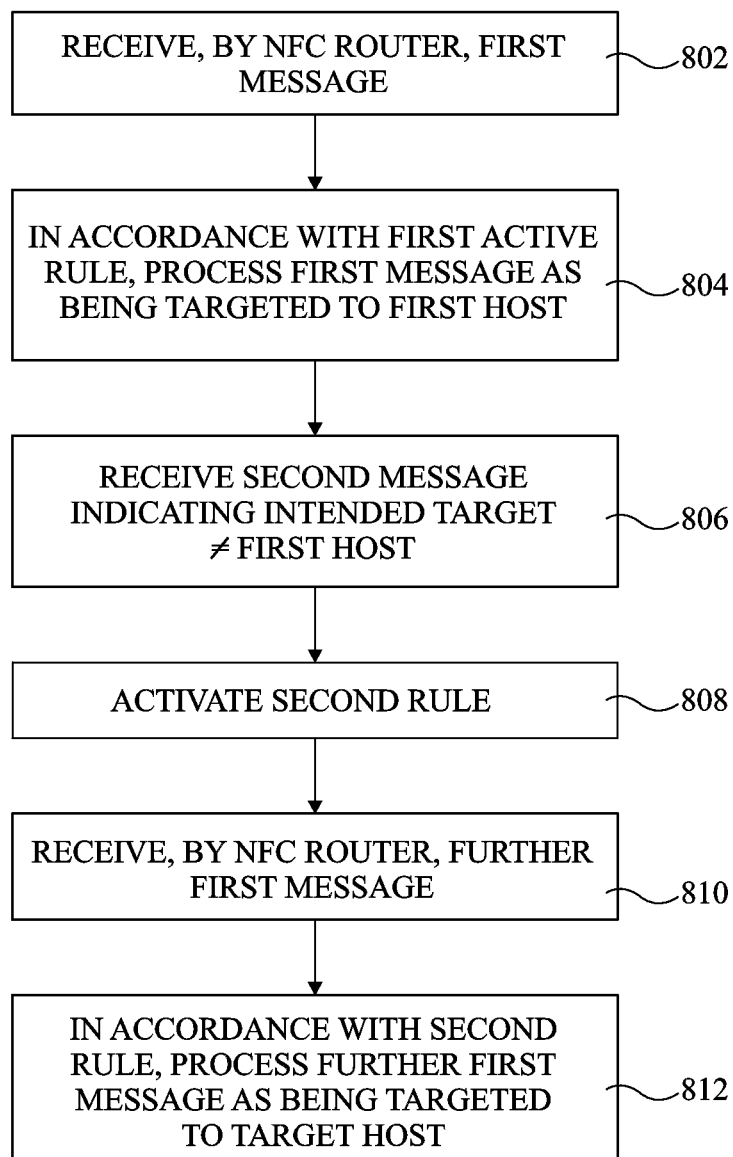 RECEIVE, BY NFC ROUTER, FIRST
MESSAGE
802
IN ACCORDANCE WITH FIRST ACTIVE
RULE, PROCESS FIRST MESSAGE AS
BEING TARGETED TO FIRST HOST
804
RECEIVE SECOND MESSAGE
INDICATING INTENDED TARGET
≠ FIRST HOST
806
ACTIVATE SECOND RULE
808
RECEIVE, BY NFC ROUTER, FURTHER
FIRST MESSAGE
810
IN ACCORDANCE WITH SECOND
RULE, PROCESS FURTHER FIRST
MESSAGE AS BEING TARGETED
TO TARGET HOST
812